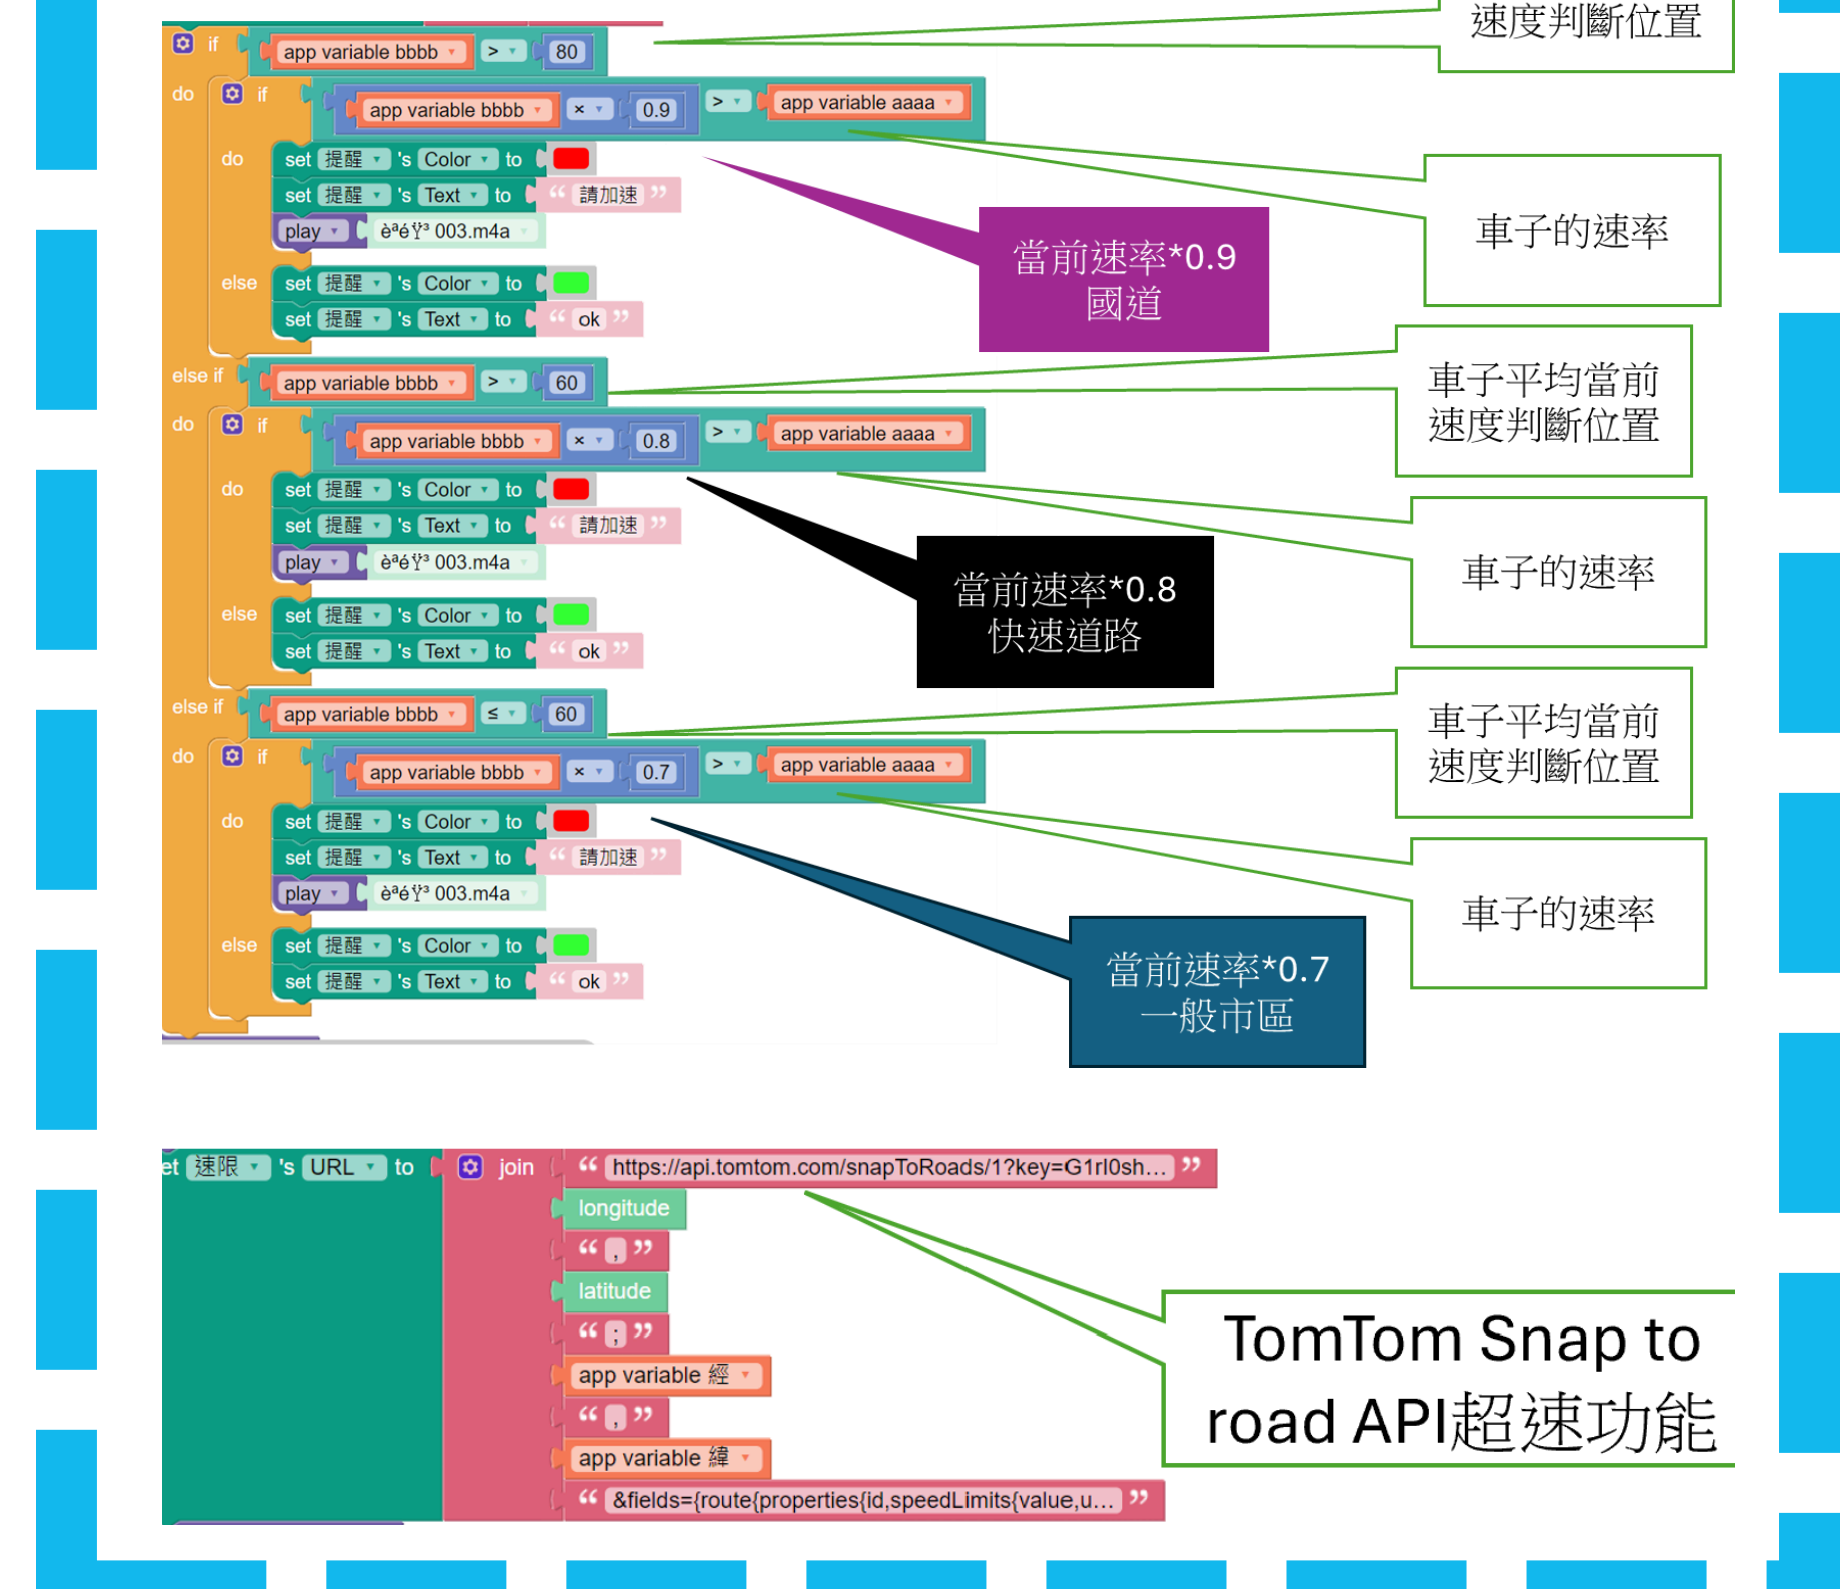 速度判斷位置
if app variable bbbb > 80
do if app variable bbbb × 0.9 > app variable aaaa
do set 提醒 's Color to
set 提醒 's Text to “ 請加速 ”
play èªéŸ³ 003.m4a
else set 提醒 's Color to
set 提醒 's Text to “ ok ”
車子的速率
當前速率*0.9
國道
else if app variable bbbb > 60
do if app variable bbbb × 0.8 > app variable aaaa
do set 提醒 's Color to
set 提醒 's Text to “ 請加速 ”
play èªéŸ³ 003.m4a
else set 提醒 's Color to
set 提醒 's Text to “ ok ”
車子平均當前
速度判斷位置
車子的速率
當前速率*0.8
快速道路
else if app variable bbbb ≤ 60
do if app variable bbbb × 0.7 > app variable aaaa
do set 提醒 's Color to
set 提醒 's Text to “ 請加速 ”
play èªéŸ³ 003.m4a
else set 提醒 's Color to
set 提醒 's Text to “ ok ”
車子平均當前
速度判斷位置
車子的速率
當前速率*0.7
一般市區
et 速限 's URL to join “ https://api.tomtom.com/snapToRoads/1?key=G1rI0sh... ”
longitude
“ , ”
latitude
“ ; ”
app variable 經
“ , ”
app variable 緯
“ &fields={route{properties{id,speedLimits{value,u... ”
TomTom Snap to
road API超速功能